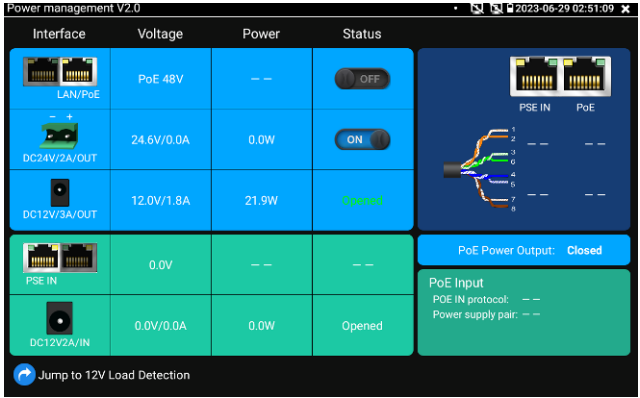 Power management V2.0
2023-06-29 02:51:09
Interface Voltage Power Status
LAN/PoE PoE 48V – – OFF
– +
DC24V/2A/OUT 24.6V/0.0A 0.0W ON
DC12V/3A/OUT 12.0V/1.8A 21.9W Opened
PSE IN 0.0V – – – –
DC12V2A/IN 0.0V/0.0A 0.0W Opened
Jump to 12V Load Detection
PSE IN PoE
1
2 – – – –
3
6
4
5
7 – – – –
8
PoE Power Output: Closed
PoE Input
POE IN protocol: – –
Power supply pair: – –